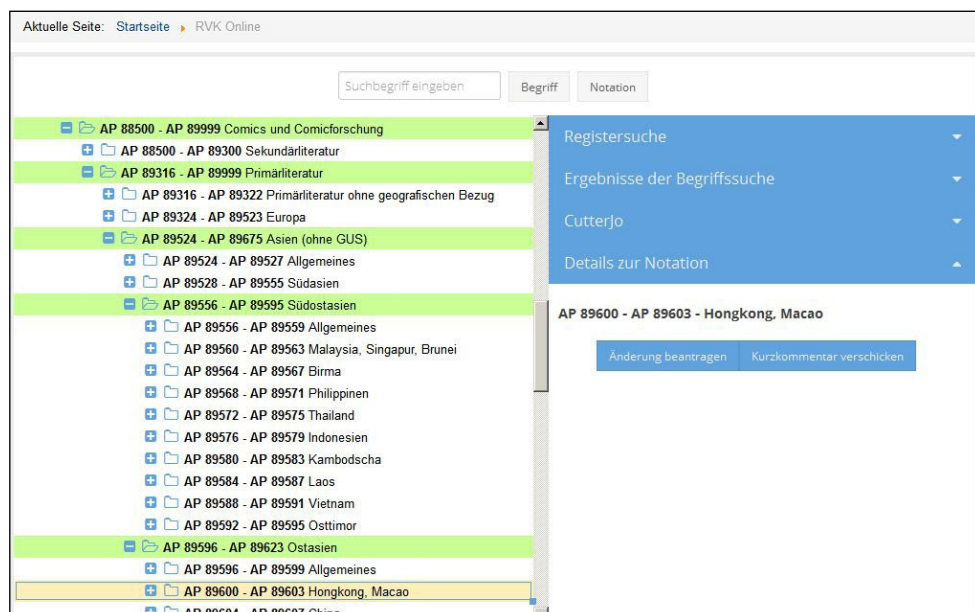 Aktuelle Seite: Startseite RVK Online
Suchbegriff eingeben Begriff Notation
AP 88500 - AP 89999 Comics und Comicforschung
AP 88500 - AP 89300 Sekundärliteratur
AP 89316 - AP 89999 Primärliteratur
AP 89316 - AP 89322 Primärliteratur ohne geografischen Bezug
AP 89324 - AP 89523 Europa
AP 89524 - AP 89675 Asien (ohne GUS)
AP 89524 - AP 89527 Allgemeines
AP 89528 - AP 89555 Südasien
AP 89556 - AP 89595 Südostasien
AP 89556 - AP 89559 Allgemeines
AP 89560 - AP 89563 Malaysia, Singapur, Brunei
AP 89564 - AP 89567 Birma
AP 89568 - AP 89571 Philippinen
AP 89572 - AP 89575 Thailand
AP 89576 - AP 89579 Indonesien
AP 89580 - AP 89583 Kambodscha
AP 89584 - AP 89587 Laos
AP 89588 - AP 89591 Vietnam
AP 89592 - AP 89595 Osttimor
AP 89596 - AP 89623 Ostasien
AP 89596 - AP 89599 Allgemeines
AP 89600 - AP 89603 Hongkong, Macao
AP 89604 - AP 89607 China
Registersuche
Ergebnisse der Begriffssuche
CutterJo
Details zur Notation
AP 89600 - AP 89603 - Hongkong, Macao
Änderung beantragen Kurzkommentar verschicken